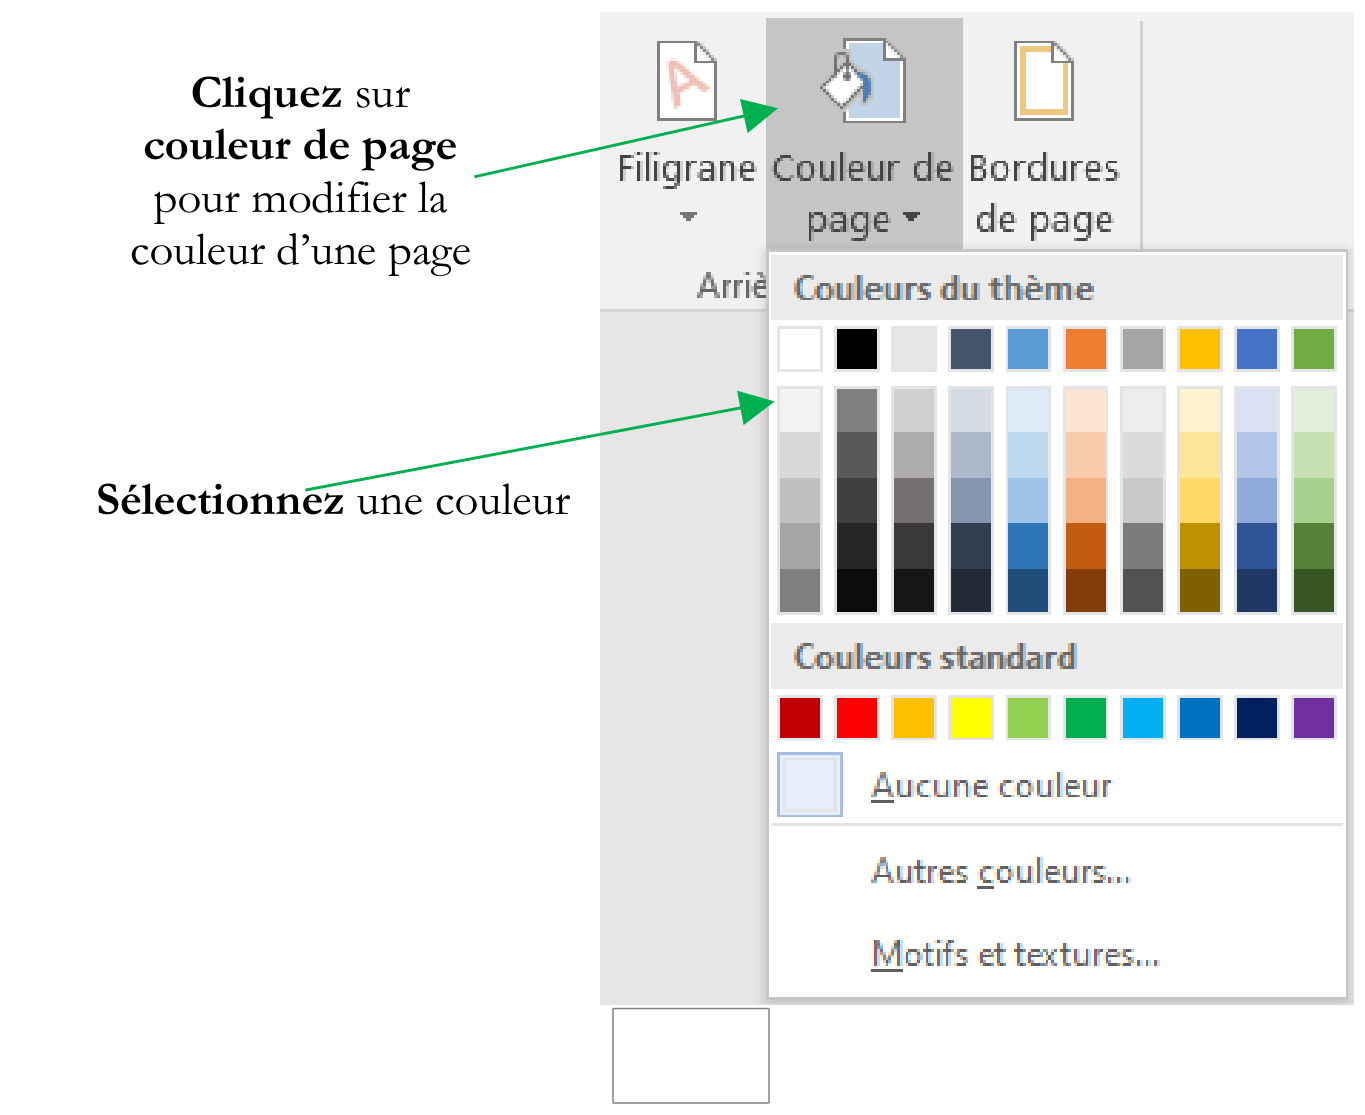 Cliquez sur
couleur de page
pour modifier la
couleur d’une page
Sélectionnez une couleur
Filigrane
Couleur de
page
Bordures
de page
Arriè
Couleurs du thème
Couleurs standard
Aucune couleur
Autres couleurs...
Motifs et textures...